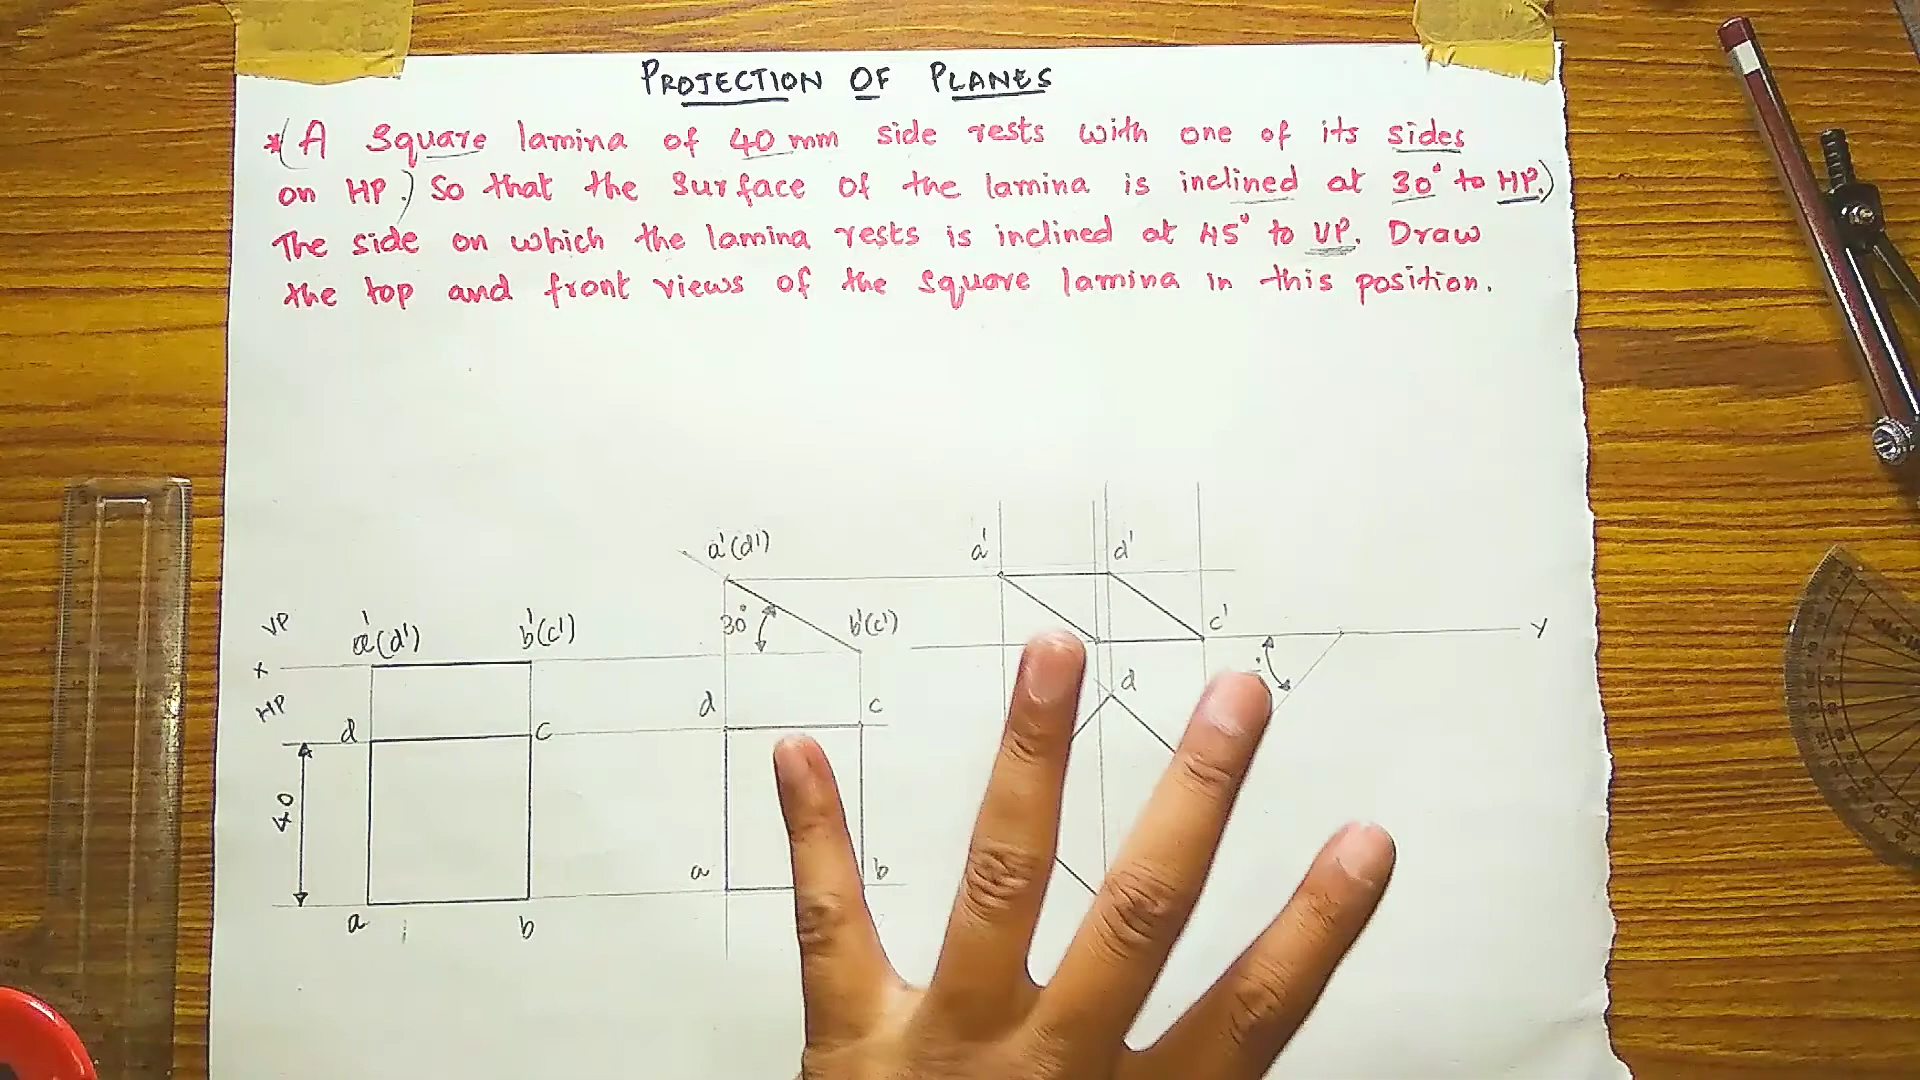 PROJECTION OF PLANES
*(A square lamina of 40 mm side rests with one of its sides
on HP.) So that the surface of the lamina is inclined at 30° to HP.)
The side on which the lamina rests is inclined at 45° to VP. Draw
the top and front views of the square lamina in this position.
a'(d')
a' d'
VP a'(d') b'(c') 30° b'(c') c' Y
X
HP d c d c d
40
a b a b